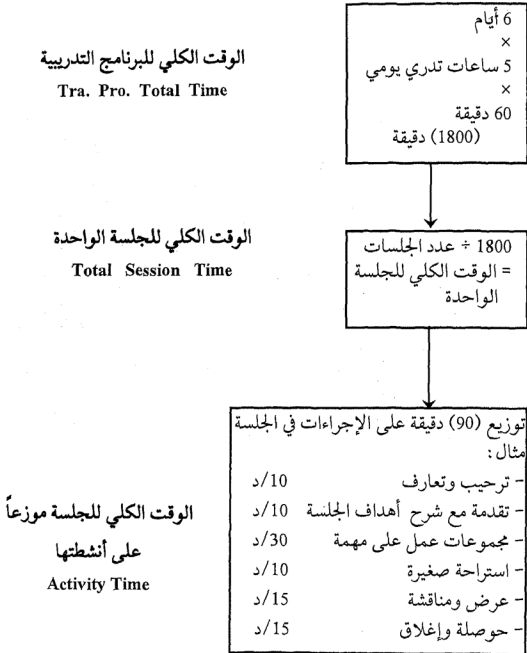 6 أيام
×
5 ساعات تدري يومي
×
60 دقيقة
(1800) دقيقة
الوقت الكلي للبرنامج التدريبية
Tra. Pro. Total Time
1800 ÷ عدد الجلسات
= الوقت الكلي للجلسة
الواحدة
الوقت الكلي للجلسة الواحدة
Total Session Time
توزيع (90) دقيقة على الإجراءات في الجلسة
مثال:
- ترحيب وتعارف 10/د
- تقدمة مع شرح أهداف الجلسة 10/د
- مجموعات عمل على مهمة 30/د
- استراحة صغيرة 10/د
- عرض ومناقشة 15/د
- حوصلة وإغلاق 15/د
الوقت الكلي للجلسة موزعاً
على أنشطتها
Activity Time